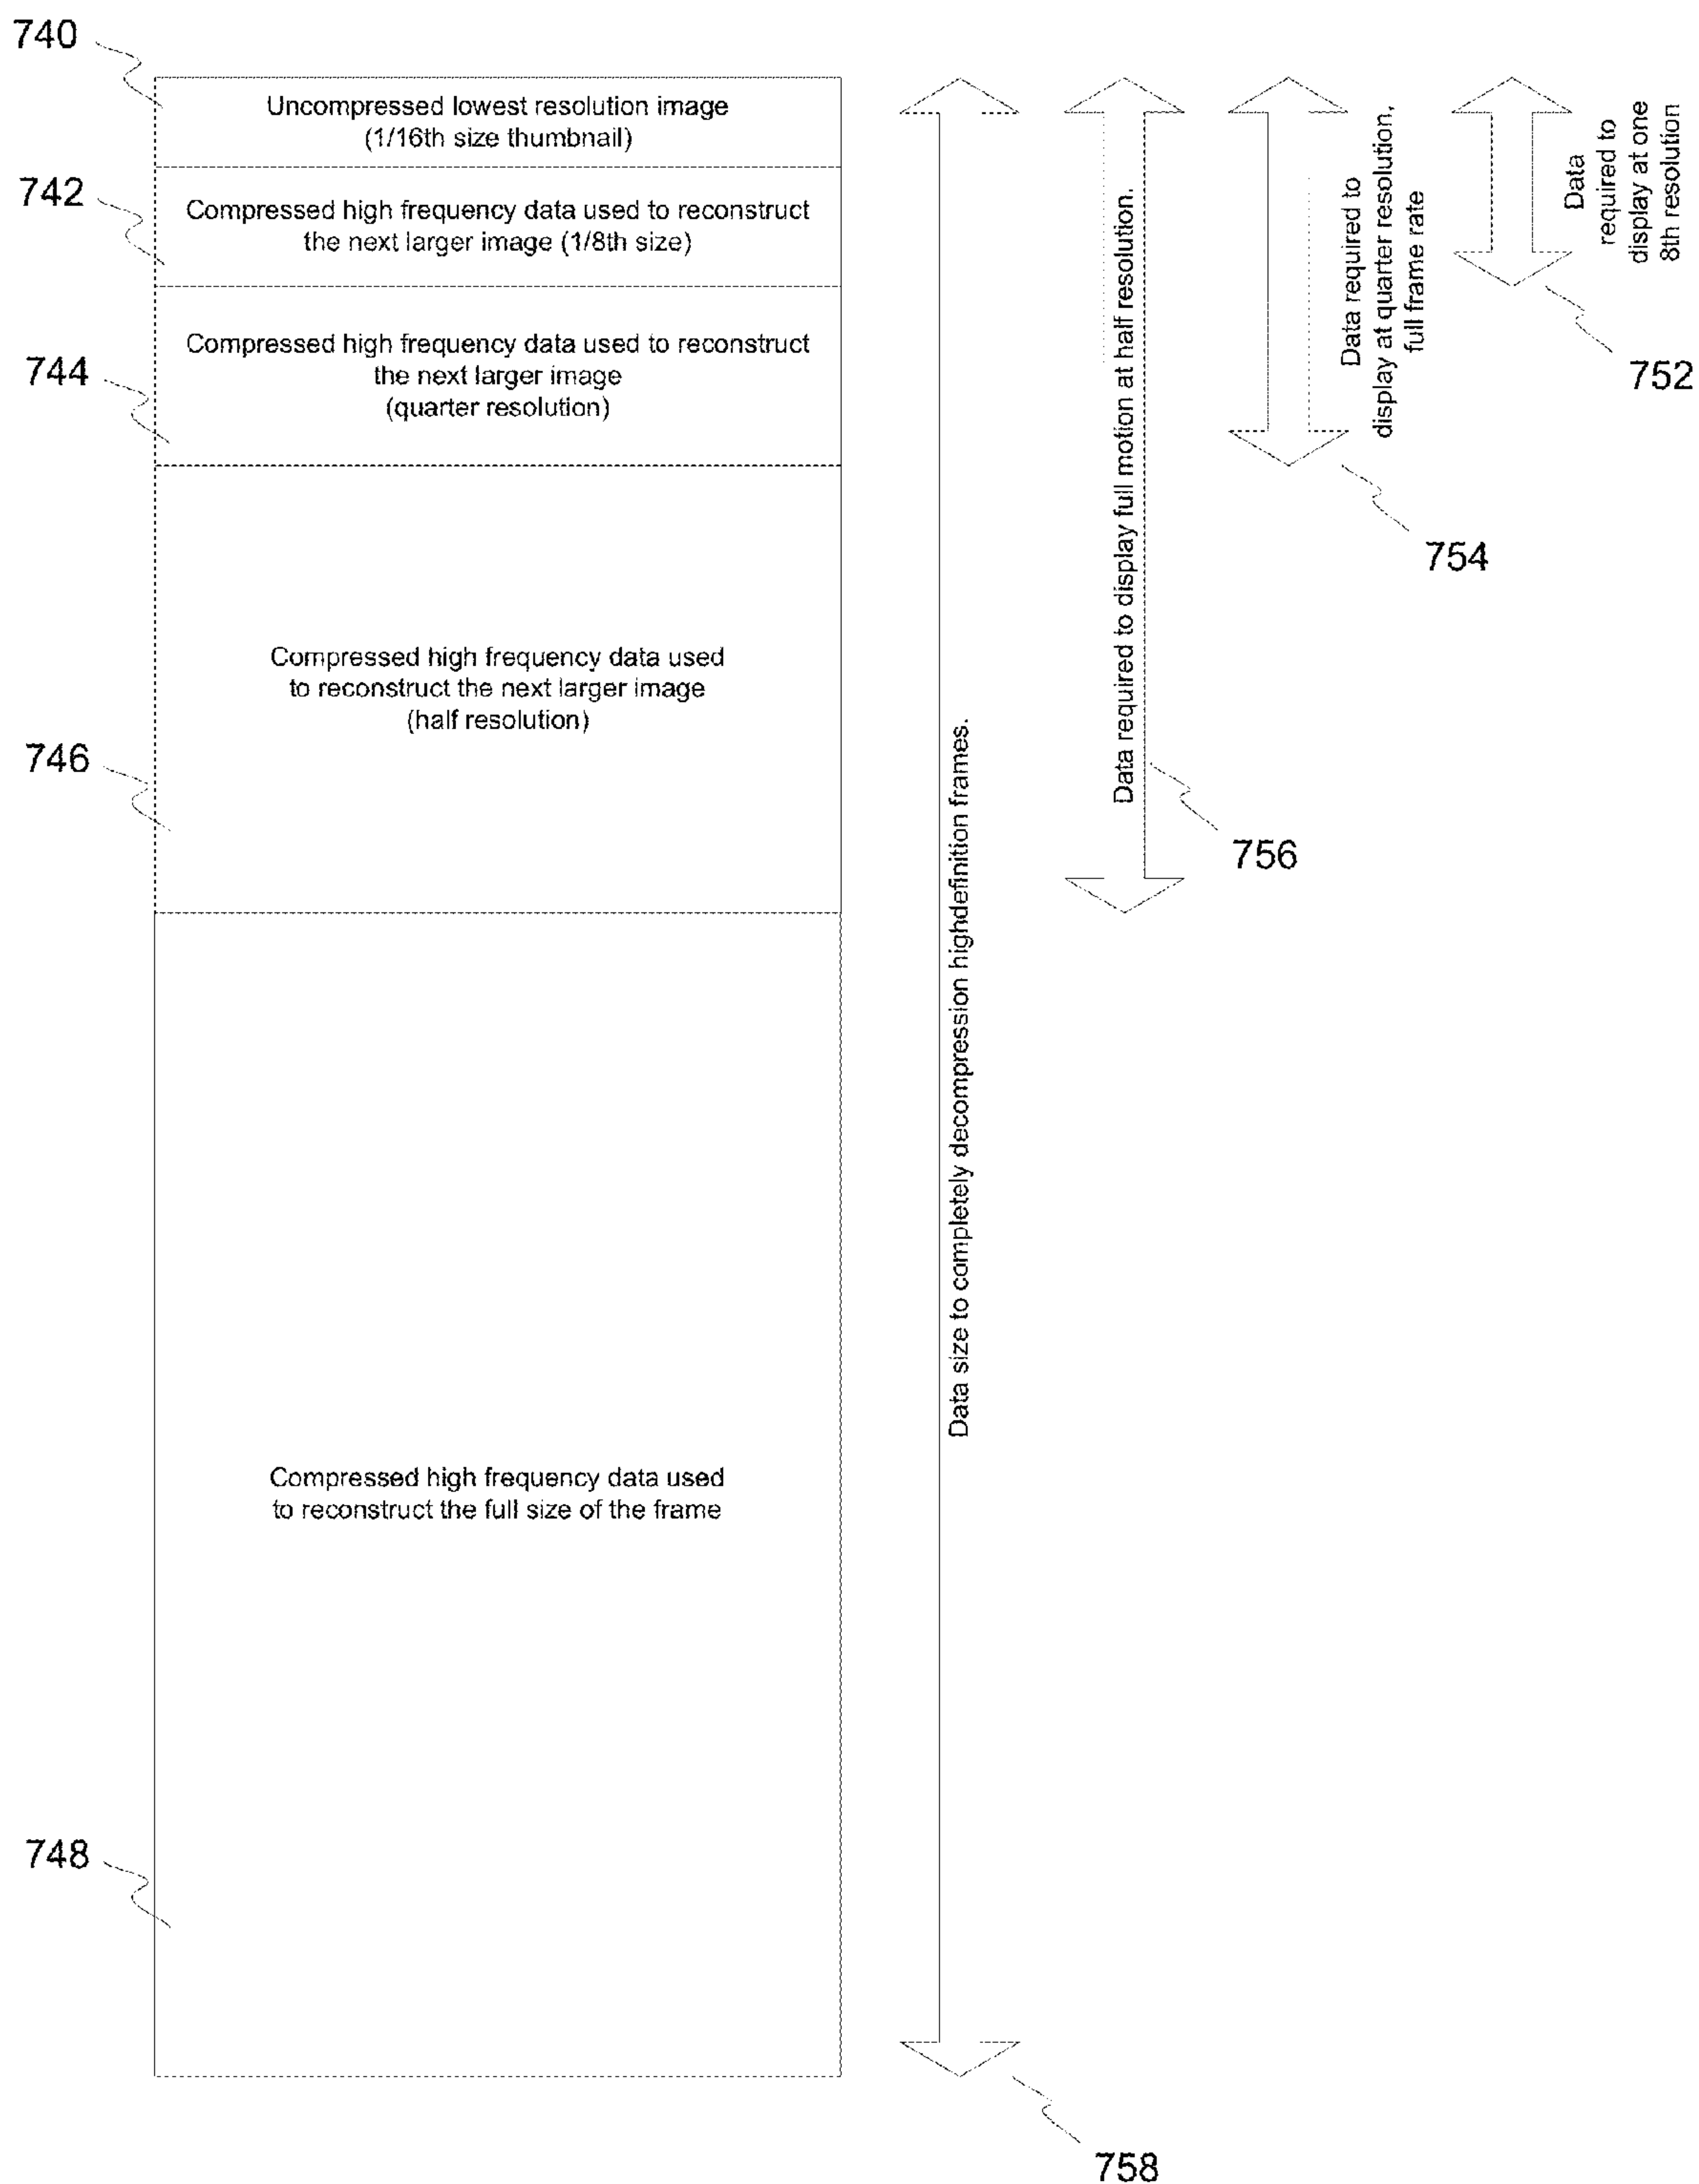 740
Uncompressed lowest resolution image
(1/16th size thumbnail)
742
Compressed high frequency data used to reconstruct
the next larger image (1/8th size)
744
Compressed high frequency data used to reconstruct
the next larger image
(quarter resolution)
746
Compressed high frequency data used
to reconstruct the next larger image
(half resolution)
748
Compressed high frequency data used
to reconstruct the full size of the frame
Data size to completely decompression highdefinition frames.
758
Data required to display full motion at half resolution.
756
Data required to
display at quarter resolution,
full frame rate
754
Data
required to
display at one
8th resolution
752